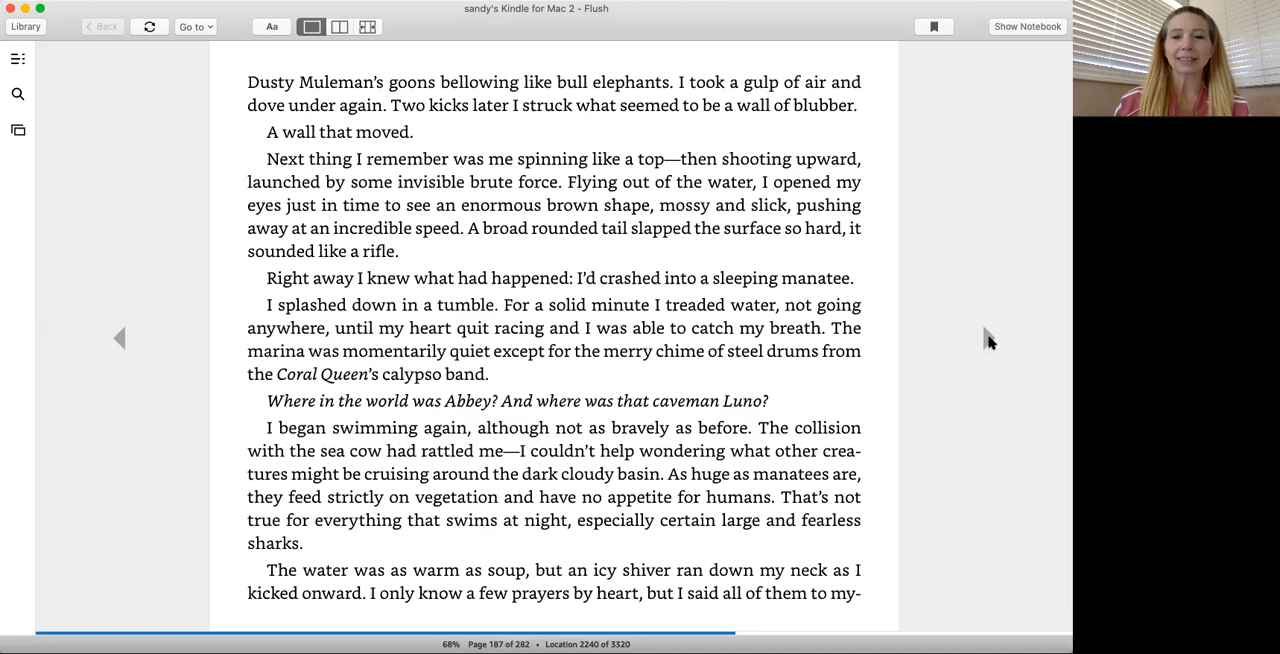 sandy's Kindle for Mac 2 - Flush
Library
Back
Go to
Aa
Show Notebook
Dusty Muleman's goons bellowing like bull elephants. I took a gulp of air and
dove under again. Two kicks later I struck what seemed to be a wall of blubber.
A wall that moved.
Next thing I remember was me spinning like a top—then shooting upward,
launched by some invisible brute force. Flying out of the water, I opened my
eyes just in time to see an enormous brown shape, mossy and slick, pushing
away at an incredible speed. A broad rounded tail slapped the surface so hard, it
sounded like a rifle.
Right away I knew what had happened: I'd crashed into a sleeping manatee.
I splashed down in a tumble. For a solid minute I treaded water, not going
anywhere, until my heart quit racing and I was able to catch my breath. The
marina was momentarily quiet except for the merry chime of steel drums from
the Coral Queen's calypso band.
Where in the world was Abbey? And where was that caveman Luno?
I began swimming again, although not as bravely as before. The collision
with the sea cow had rattled me—I couldn't help wondering what other crea-
tures might be cruising around the dark cloudy basin. As huge as manatees are,
they feed strictly on vegetation and have no appetite for humans. That's not
true for everything that swims at night, especially certain large and fearless
sharks.
The water was as warm as soup, but an icy shiver ran down my neck as I
kicked onward. I only know a few prayers by heart, but I said all of them to my-
68% Page 187 of 282 • Location 2240 of 3320